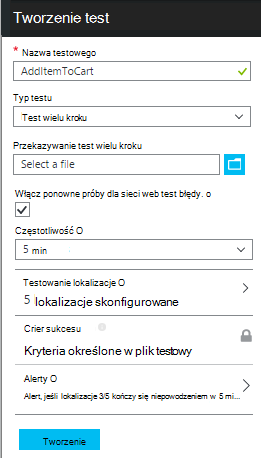 Tworzenie test
* Nazwa testowego
AddItemToCart
Typ testu
Test wielu kroku
Przekazywanie test wielu kroku
Select a file
Włącz ponowne próby dla sieci web test błędy. o
Częstotliwość O
5 min
Testowanie lokalizacje O
5 lokalizacje skonfigurowane
Crier sukcesu
Kryteria określone w plik testowy
Alerty O
Alert, jeśli lokalizacje 3/5 kończy się niepowodzeniem w 5 mi...
Tworzenie